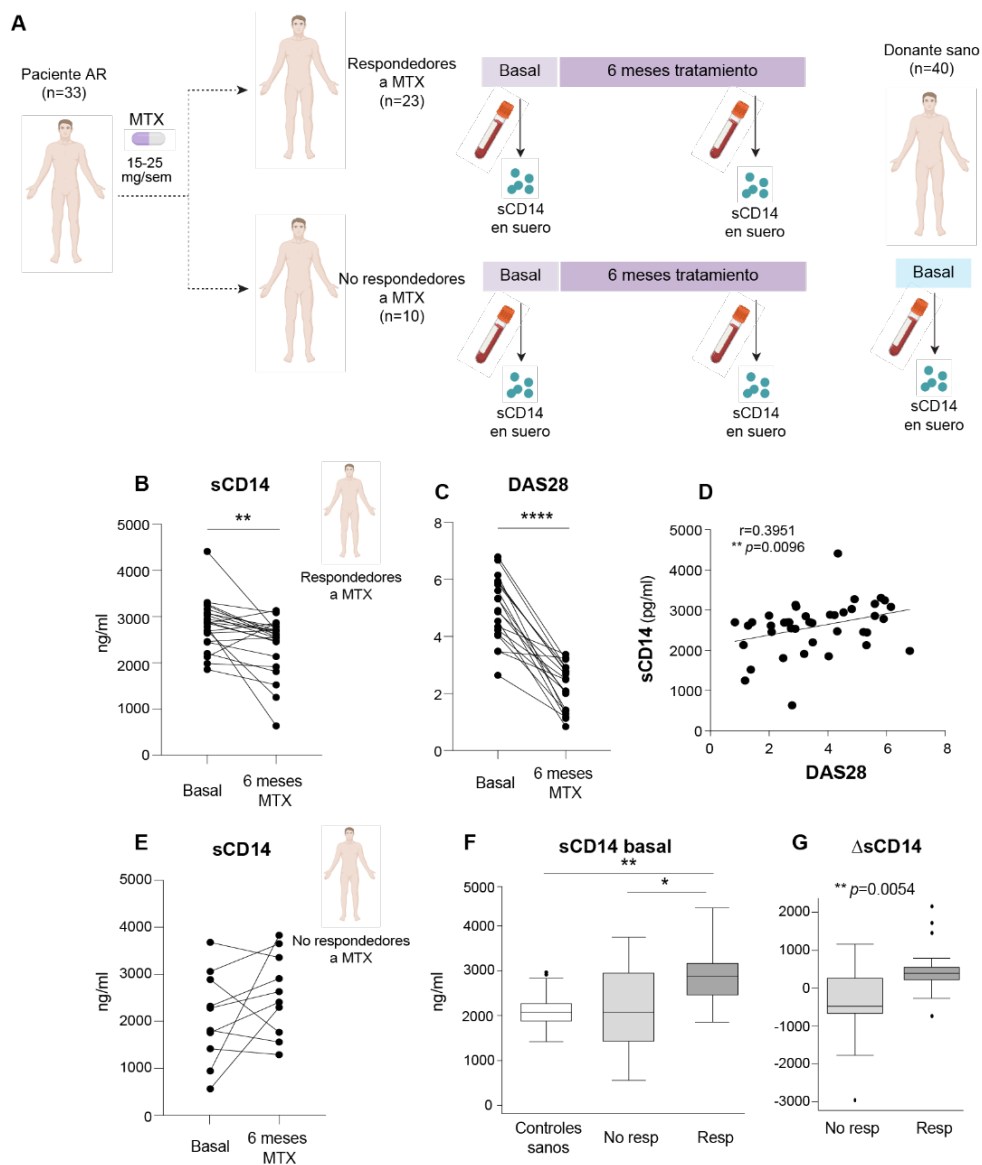 A
Paciente AR
(n=33)
MTX
15-25
mg/sem
Respondedores
a MTX
(n=23)
Basal
6 meses tratamiento
sCD14
en suero
sCD14
en suero
Donante sano
(n=40)
No respondedores
a MTX
(n=10)
Basal
6 meses tratamiento
sCD14
en suero
sCD14
en suero
Basal
sCD14
en suero
B
sCD14
**
5000
4000
3000
2000
1000
0
ng/ml
Basal
6 meses
MTX
Respondedores
a MTX
C
DAS28
****
8
6
4
2
0
Basal
6 meses
MTX
D
r=0.3951
** p=0.0096
5000
4000
3000
2000
1000
0
sCD14 (pg/ml)
0 2 4 6 8
DAS28
E
sCD14
5000
4000
3000
2000
1000
0
ng/ml
Basal
6 meses
MTX
No respondedores
a MTX
F
sCD14 basal
**
*
5000
4000
3000
2000
1000
0
ng/ml
Controles
sanos
No resp
Resp
G
∆sCD14
** p=0.0054
2000
1000
0
-1000
-2000
-3000
No resp
Resp